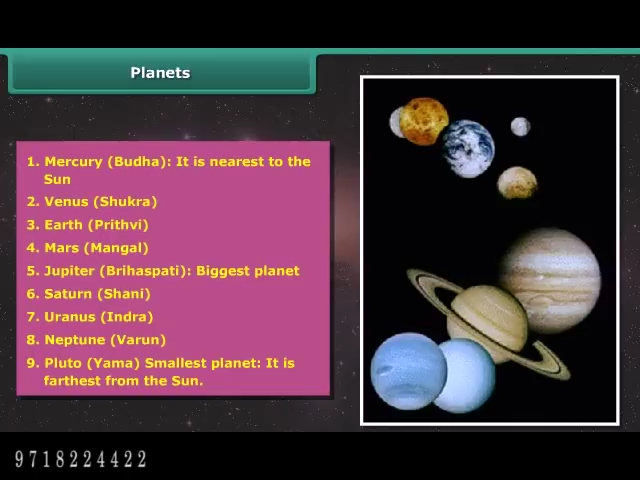 Planets
1. Mercury (Budha): It is nearest to the
Sun
2. Venus (Shukra)
3. Earth (Prithvi)
4. Mars (Mangal)
5. Jupiter (Brihaspati): Biggest planet
6. Saturn (Shani)
7. Uranus (Indra)
8. Neptune (Varun)
9. Pluto (Yama) Smallest planet: It is
farthest from the Sun.
9718224422